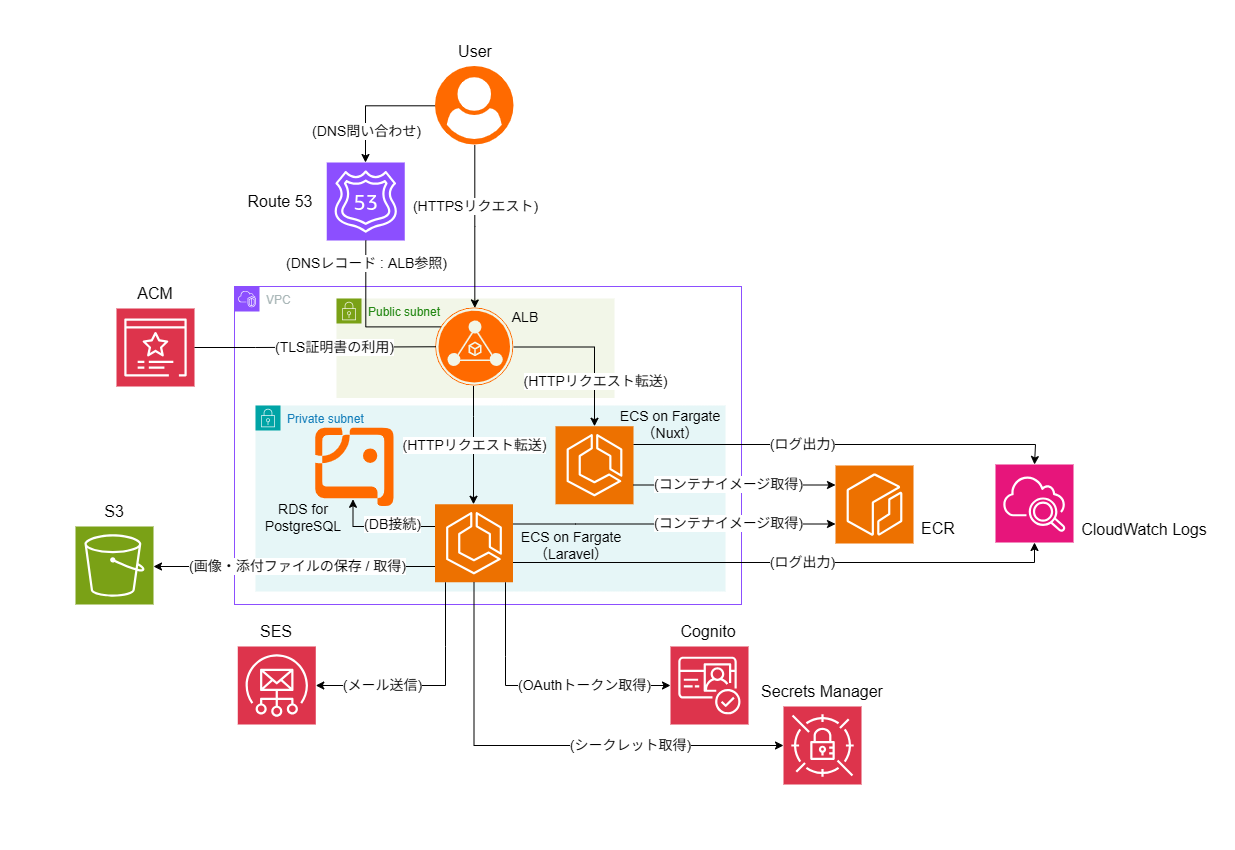 User
(DNS問い合わせ)
Route 53
53
(HTTPSリクエスト)
(DNSレコード : ALB参照)
ACM
VPC
Public subnet
ALB
(TLS証明書の利用)
(HTTPリクエスト転送)
Private subnet
ECS on Fargate
（Nuxt）
(HTTPリクエスト転送)
(ログ出力)
(コンテナイメージ取得)
RDS for
PostgreSQL
S3
(DB接続)
ECS on Fargate
（Laravel）
(コンテナイメージ取得)
ECR
CloudWatch Logs
(画像・添付ファイルの保存 / 取得)
(ログ出力)
SES
Cognito
(メール送信)
(OAuthトークン取得)
Secrets Manager
(シークレット取得)